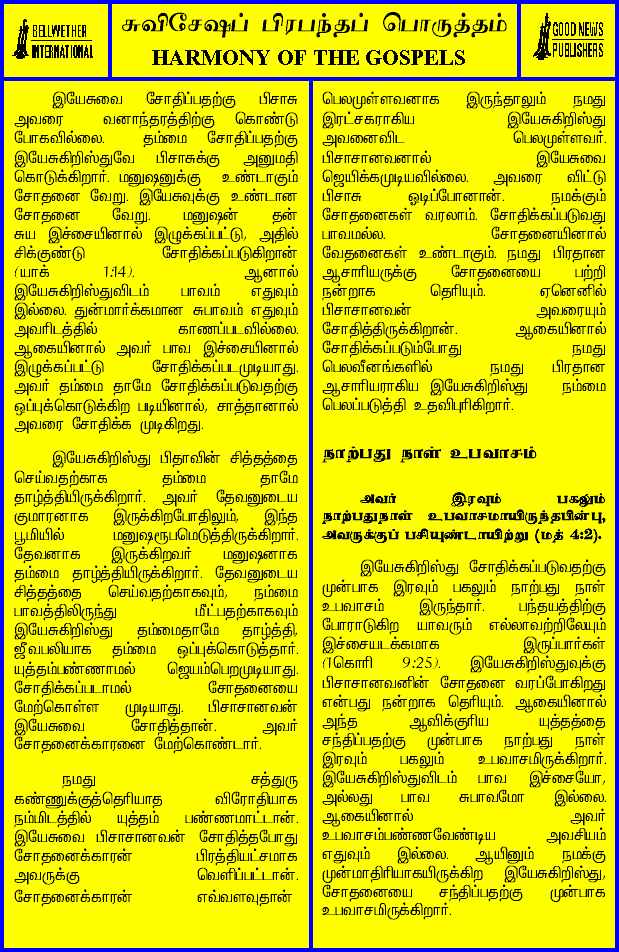 BELLWETHER
INTERNATIONAL
சுவிசேஷப் பிரபந்தப் பொருத்தம்
HARMONY OF THE GOSPELS
GOOD NEWS
PUBLISHERS
இயேசுவை சோதிப்பதற்கு பிசாசு
அவரை வனாந்தரத்திற்கு கொண்டு
போகவில்லை. தம்மை சோதிப்பதற்கு
இயேசுகிறிஸ்துவே பிசாசுக்கு அனுமதி
கொடுக்கிறார். மனுஷனுக்கு உண்டாகும்
சோதனை வேறு. இயேசுவுக்கு உண்டான
சோதனை வேறு. மனுஷன் தன்
சுய இச்சையினால் இழுக்கப்பட்டு, அதில்
சிக்குண்டு சோதிக்கப்படுகிறான்
(யாக் 1:14). ஆனால்
இயேசுகிறிஸ்துவிடம் பாவம் எதுவும்
இல்லை. துன்மார்க்கமான சுபாவம் எதுவும்
அவரிடத்தில் காணப்படவில்லை.
ஆகையினால் அவர் பாவ இச்சையினால்
இழுக்கப்பட்டு சோதிக்கப்படமுடியாது.
அவர் தம்மை தாமே சோதிக்கப்படுவதற்கு
ஒப்புக்கொடுக்கிற படியினால், சாத்தானால்
அவரை சோதிக்க முடிகிறது.
இயேசுகிறிஸ்து பிதாவின் சித்தத்தை
செய்வதற்காக தம்மை தாமே
தாழ்த்தியிருக்கிறார். அவர் தேவனுடைய
குமாரனாக இருக்கிறபோதிலும், இந்த
பூமியில் மனுஷரூபமெடுத்திருக்கிறார்.
தேவனாக இருக்கிறவர் மனுஷனாக
தம்மை தாழ்த்தியிருக்கிறார். தேவனுடைய
சித்தத்தை செய்வதற்காகவும், நம்மை
பாவத்திலிருந்து மீட்பதற்காகவும்
இயேசுகிறிஸ்து தம்மைதாமே தாழ்த்தி,
ஜீவபலியாக தம்மை ஒப்புக்கொடுத்தார்.
யுத்தம்பண்ணாமல் ஜெயம்பெறமுடியாது.
சோதிக்கப்படாமல் சோதனையை
மேற்கொள்ள முடியாது. பிசாசானவன்
இயேசுவை சோதித்தான். அவர்
சோதனைக்காரனை மேற்கொண்டார்.
நமது சத்துரு
கண்ணுக்குத்தெரியாத விரோதியாக
நம்மிடத்தில் யுத்தம் பண்ணமாட்டான்.
இயேசுவை பிசாசானவன் சோதித்தபோது
சோதனைக்காரன் பிரத்தியட்சமாக
அவருக்கு வெளிப்பட்டான்.
சோதனைக்காரன் எவ்வளவுதான்
பெலமுள்ளவனாக இருந்தாலும் நமது
இரட்சகராகிய இயேசுகிறிஸ்து
அவனைவிட பெலமுள்ளவர்.
பிசாசானவனால் இயேசுவை
ஜெயிக்கமுடியவில்லை. அவரை விட்டு
பிசாசு ஓடிப்போனான். நமக்கும்
சோதனைகள் வரலாம். சோதிக்கப்படுவது
பாவமல்ல. சோதனையினால்
வேதனைகள் உண்டாகும். நமது பிரதான
ஆசாரியருக்கு சோதனையை பற்றி
நன்றாக தெரியும். ஏனெனில்
பிசாசானவன் அவரையும்
சோதித்திருக்கிறான். ஆகையினால்
சோதிக்கப்படும்போது நமது
பெலவீனங்களில் நமது பிரதான
ஆசாரியராகிய இயேசுகிறிஸ்து நம்மை
பெலப்படுத்தி உதவிபுரிகிறார்.
நாற்பது நாள் உபவாசம்
அவர் இரவும் பகலும்
நாற்பதுநாள் உபவாசமாயிருந்தபின்பு,
அவருக்குப் பசியுண்டாயிற்று (மத் 4:2).
இயேசுகிறிஸ்து சோதிக்கப்படுவதற்கு
முன்பாக இரவும் பகலும் நாற்பது நாள்
உபவாசம் இருந்தார். பந்தயத்திற்கு
போராடுகிற யாவரும் எல்லாவற்றிலேயும்
இச்சையடக்கமாக இருப்பார்கள்
(1கொரி 9:25). இயேசுகிறிஸ்துவுக்கு
பிசாசானவனின் சோதனை வரப்போகிறது
என்பது நன்றாக தெரியும். ஆகையினால்
அந்த ஆவிக்குரிய யுத்தத்தை
சந்திப்பதற்கு முன்பாக நாற்பது நாள்
இரவும் பகலும் உபவாசமிருக்கிறார்.
இயேசுகிறிஸ்துவிடம் பாவ இச்சையோ,
அல்லது பாவ சுபாவமோ இல்லை.
ஆகையினால் அவர்
உபவாசம்பண்ணவேண்டிய அவசியம்
எதுவும் இல்லை. ஆயினும் நமக்கு
முன்மாதிரியாகயிருக்கிற இயேசுகிறிஸ்து,
சோதனையை சந்திப்பதற்கு முன்பாக
உபவாசமிருக்கிறார்.